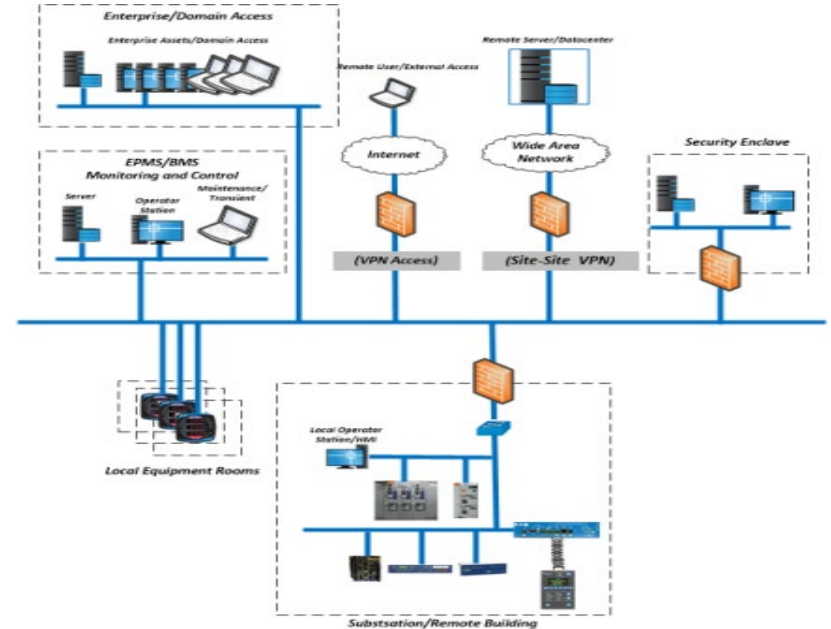 Enterprise/Domain Access
Enterprise Assets/Domain Access
Remote Server/Datacenter
Remote User/External Access
Internet
Wide Area
Network
Security Enclave
EPMS/BMS
Monitoring and Control
Server
Operator
Station
Maintenance/
Transient
(VPN Access)
(Site-Site VPN)
Local Equipment Rooms
Local Operator
Station/HMI
Substsation/Remote Building